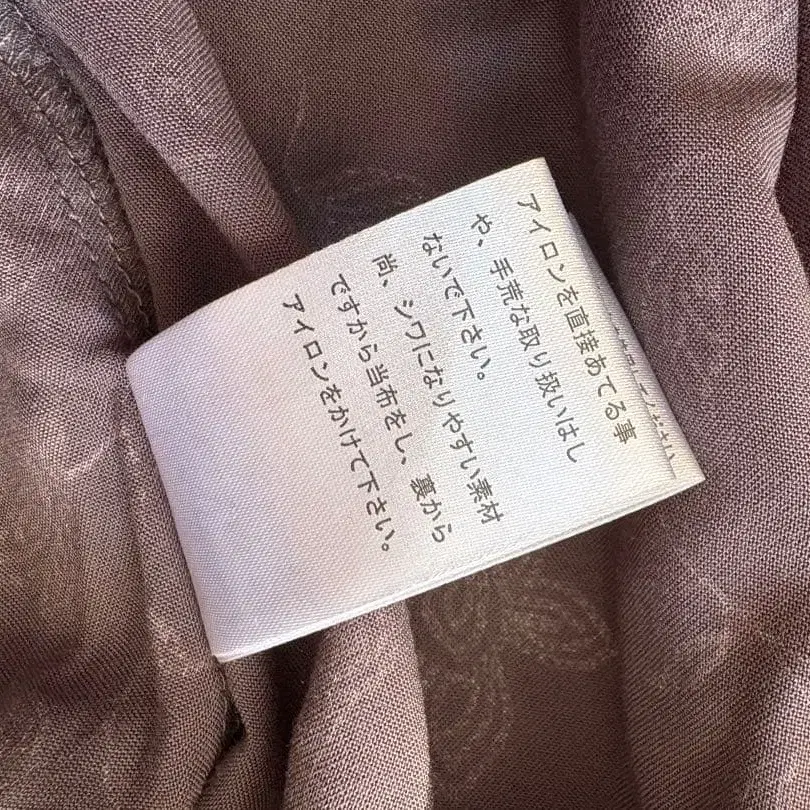 アイロンを直接あてる事
や、手荒な取り扱いはし
ないで下さい。
尚、シワになりやすい素材
ですから当布をし、裏から
アイロンをかけて下さい。